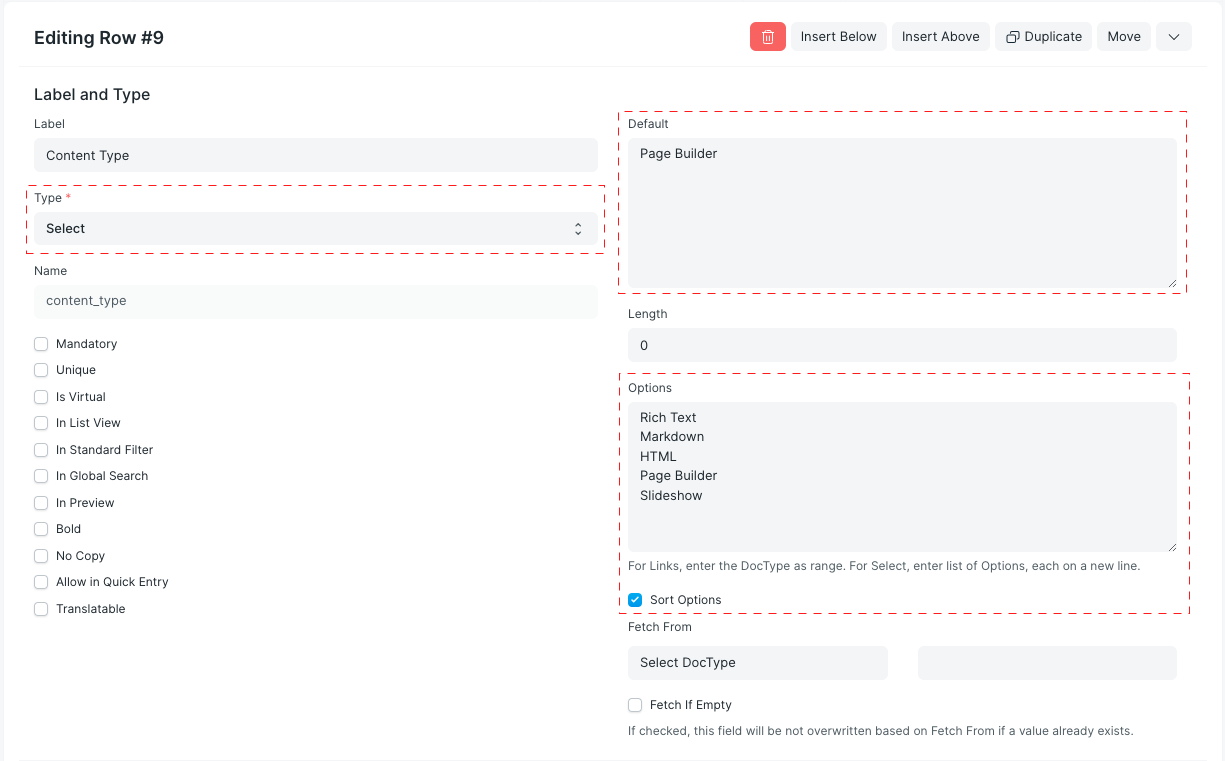 Editing Row #9
Insert Below
Insert Above
Duplicate
Move
Label and Type
Label
Content Type
Type *
Select
Name
content_type
Mandatory
Unique
Is Virtual
In List View
In Standard Filter
In Global Search
In Preview
Bold
No Copy
Allow in Quick Entry
Translatable
Default
Page Builder
Length
0
Options
Rich Text
Markdown
HTML
Page Builder
Slideshow
For Links, enter the DocType as range. For Select, enter list of Options, each on a new line.
Sort Options
Fetch From
Select DocType
Fetch If Empty
If checked, this field will be not overwritten based on Fetch From if a value already exists.